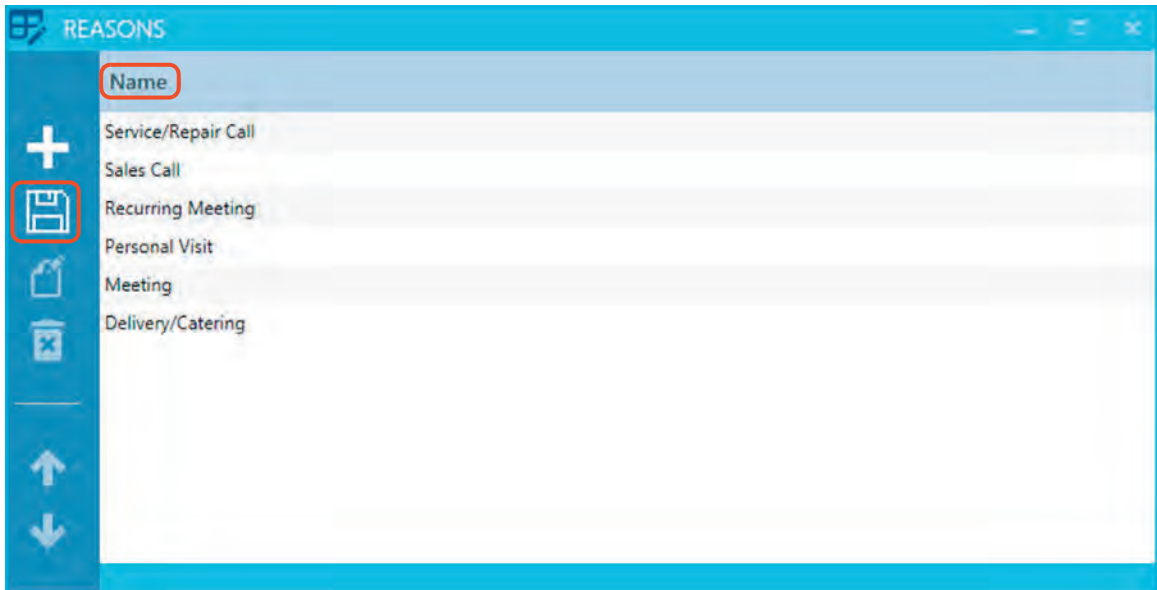 REASONS
Name
Service/Repair Call
Sales Call
Recurring Meeting
Personal Visit
Meeting
Delivery/Catering